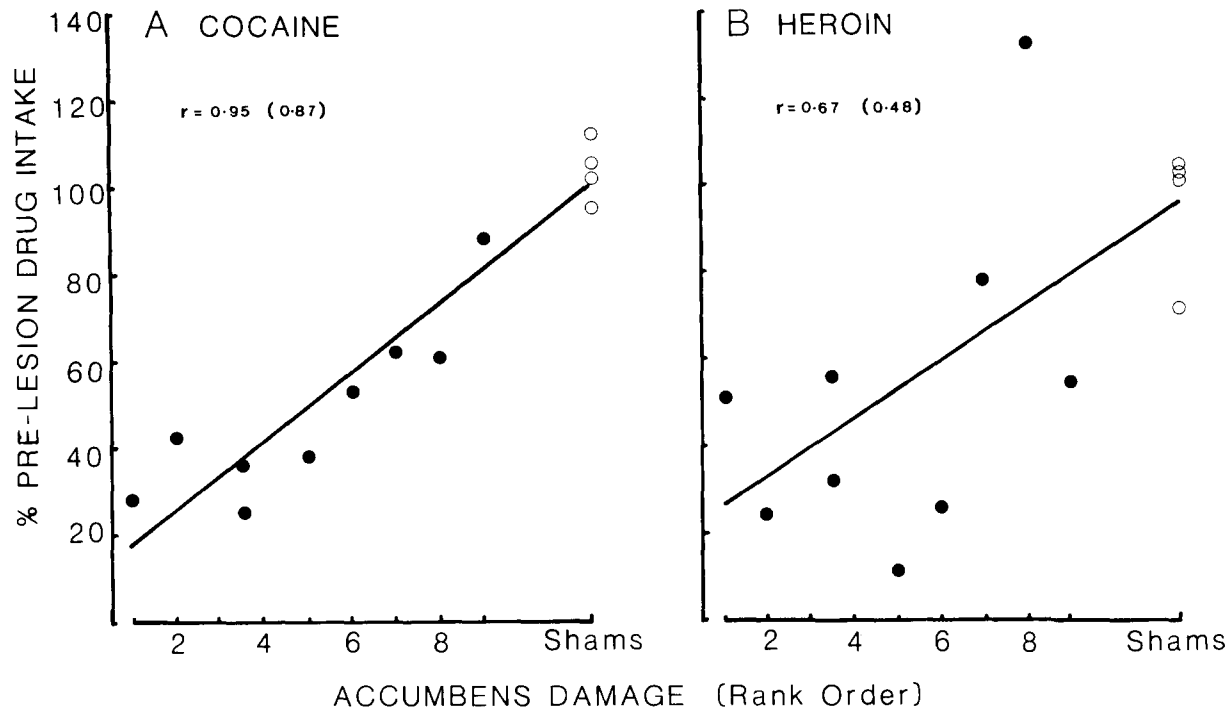 % PRE-LESION DRUG INTAKE
140
120
100
80
60
40
20
A COCAINE
r = 0·95 (0·87)
2 4 6 8 Shams
B HEROIN
r = 0·67 (0·48)
2 4 6 8 Shams
ACCUMBENS DAMAGE (Rank Order)